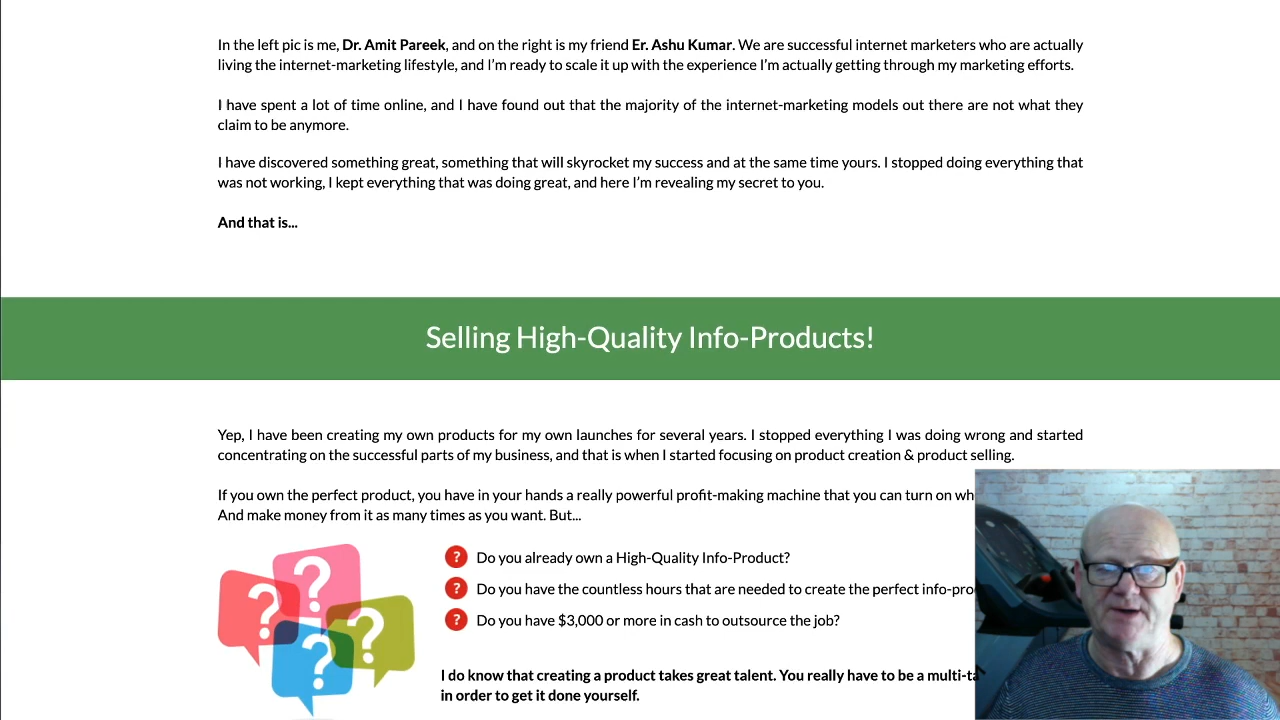 In the left pic is me, Dr. Amit Pareek, and on the right is my friend Er. Ashu Kumar. We are successful internet marketers who are actually
living the internet-marketing lifestyle, and I'm ready to scale it up with the experience I'm actually getting through my marketing efforts.
I have spent a lot of time online, and I have found out that the majority of the internet-marketing models out there are not what they
claim to be anymore.
I have discovered something great, something that will skyrocket my success and at the same time yours. I stopped doing everything that
was not working, I kept everything that was doing great, and here I'm revealing my secret to you.
And that is...
Selling High-Quality Info-Products!
Yep, I have been creating my own products for my own launches for several years. I stopped everything I was doing wrong and started
concentrating on the successful parts of my business, and that is when I started focusing on product creation & product selling.
If you own the perfect product, you have in your hands a really powerful profit-making machine that you can turn on
And make money from it as many times as you want. But...
? Do you already own a High-Quality Info-Product?
? Do you have the countless hours that are needed to create the perfect
? Do you have $3,000 or more in cash to outsource the job?
I do know that creating a product takes great talent. You really have to be a
in order to get it done yourself.